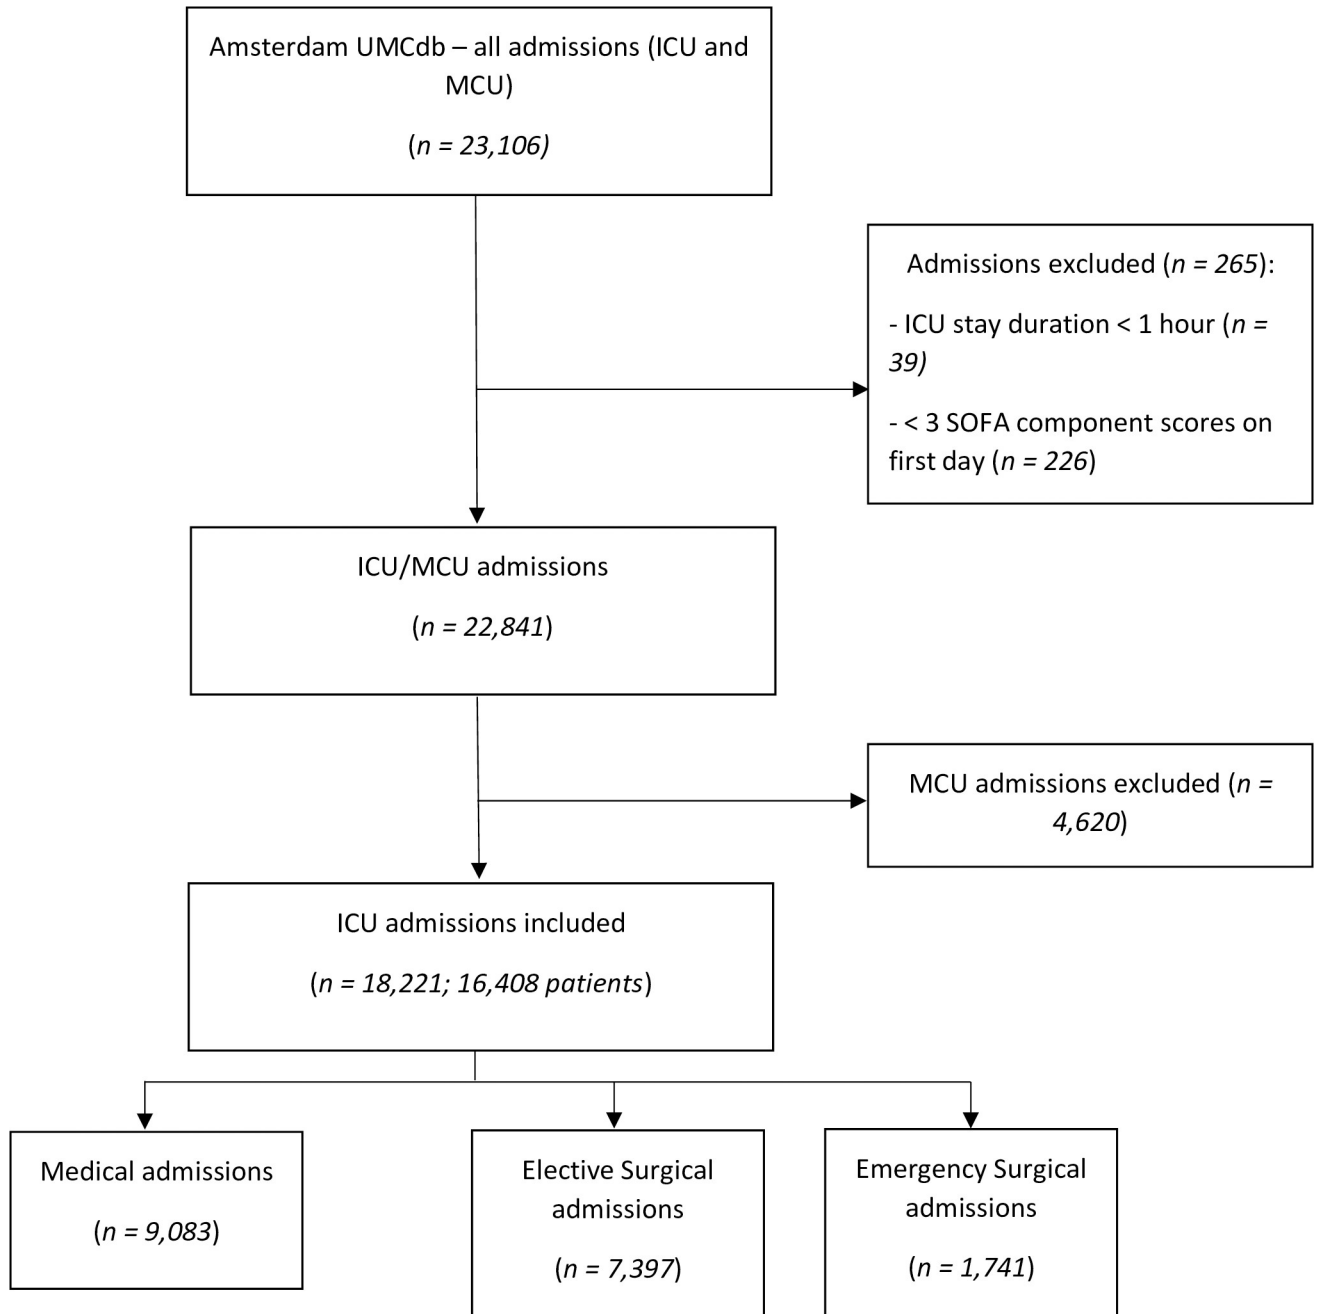 Amsterdam UMCdb – all admissions (ICU and
MCU)
(n = 23,106)
Admissions excluded (n = 265):
- ICU stay duration < 1 hour (n =
39)
- < 3 SOFA component scores on
first day (n = 226)
ICU/MCU admissions
(n = 22,841)
MCU admissions excluded (n =
4,620)
ICU admissions included
(n = 18,221; 16,408 patients)
Medical admissions
(n = 9,083)
Elective Surgical
admissions
(n = 7,397)
Emergency Surgical
admissions
(n = 1,741)